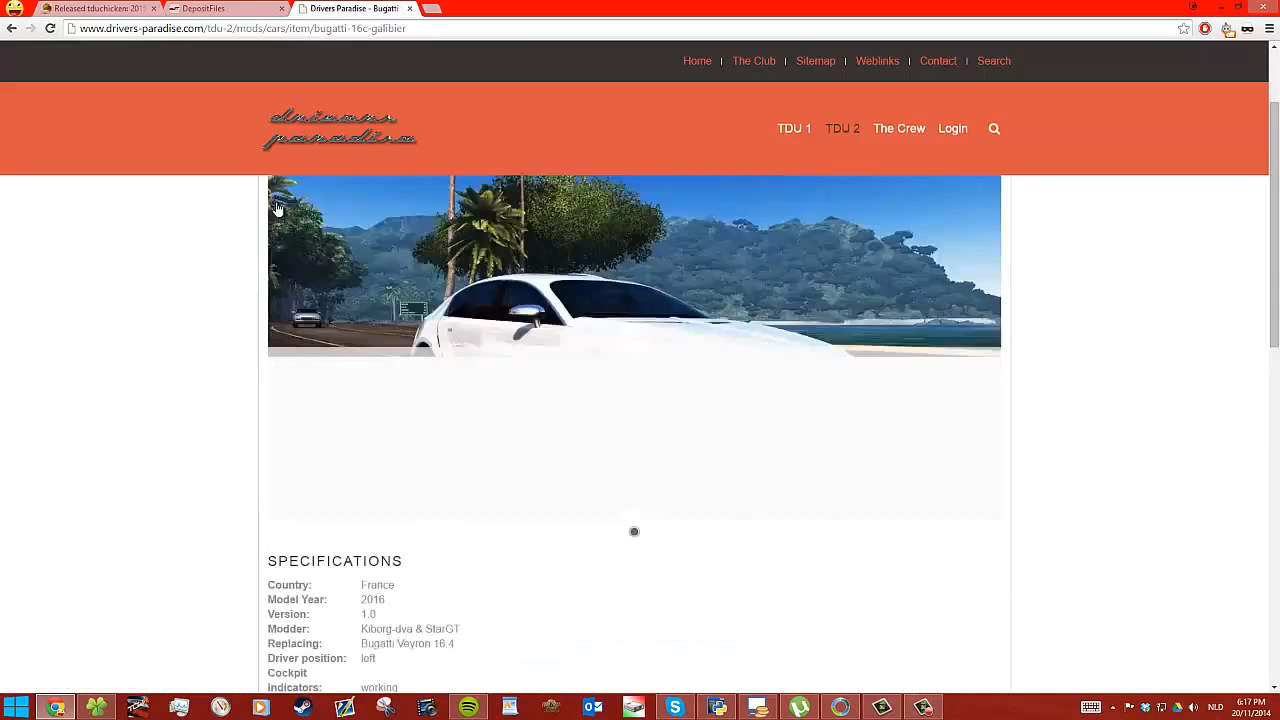 Released tduchicken: 2015
DepositFiles
Drivers Paradise - Bugatti
www.drivers-paradise.com/tdu-2/mods/cars/item/bugatti-16c-galibier
Home The Club Sitemap Weblinks Contact Search
drivers
paradise
TDU 1 TDU 2 The Crew Login
SPECIFICATIONS
Country: France
Model Year: 2016
Version: 1.0
Modder: Kiborg-dva & StarGT
Replacing: Bugatti Veyron 16.4
Driver position: left
Cockpit
indicators: working
NLD
6:17 PM
20/11/2014